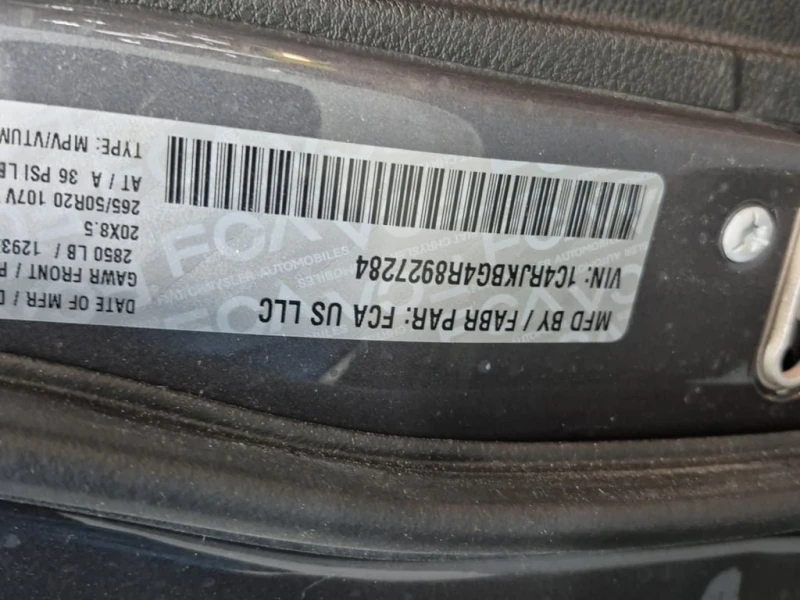 MFD BY / FABR PAR: FCA US LLC
DATE OF MFR /
VIN: 1C4RJKBG4R8927284
GAWR FRONT /
2850 LB /
20X8.5
265/50R20 107V
AT / A 36 PSI
TYPE: MPV/VTUM
FCA